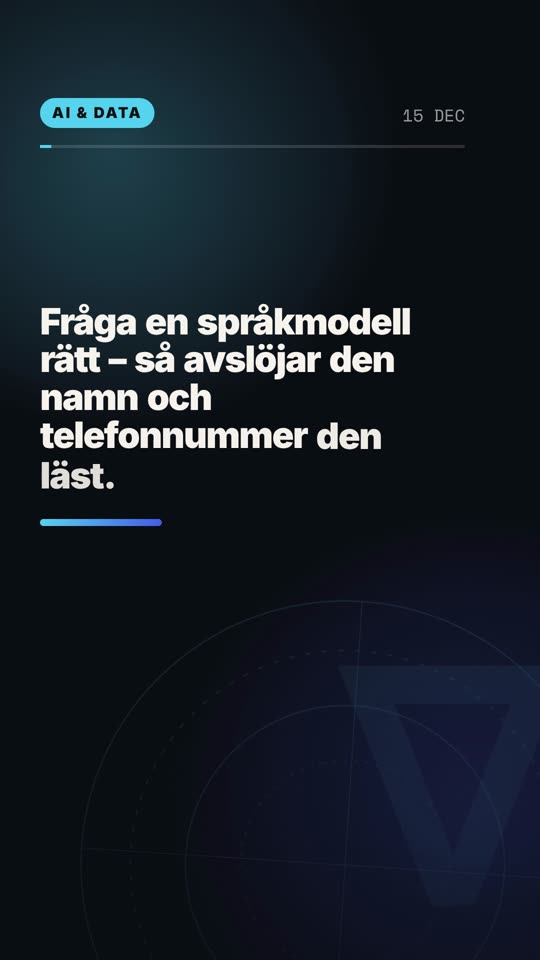 AI & DATA
15 DEC
Fråga en språkmodell
rätt – så avslöjar den
namn och
telefonnummer den
läst.